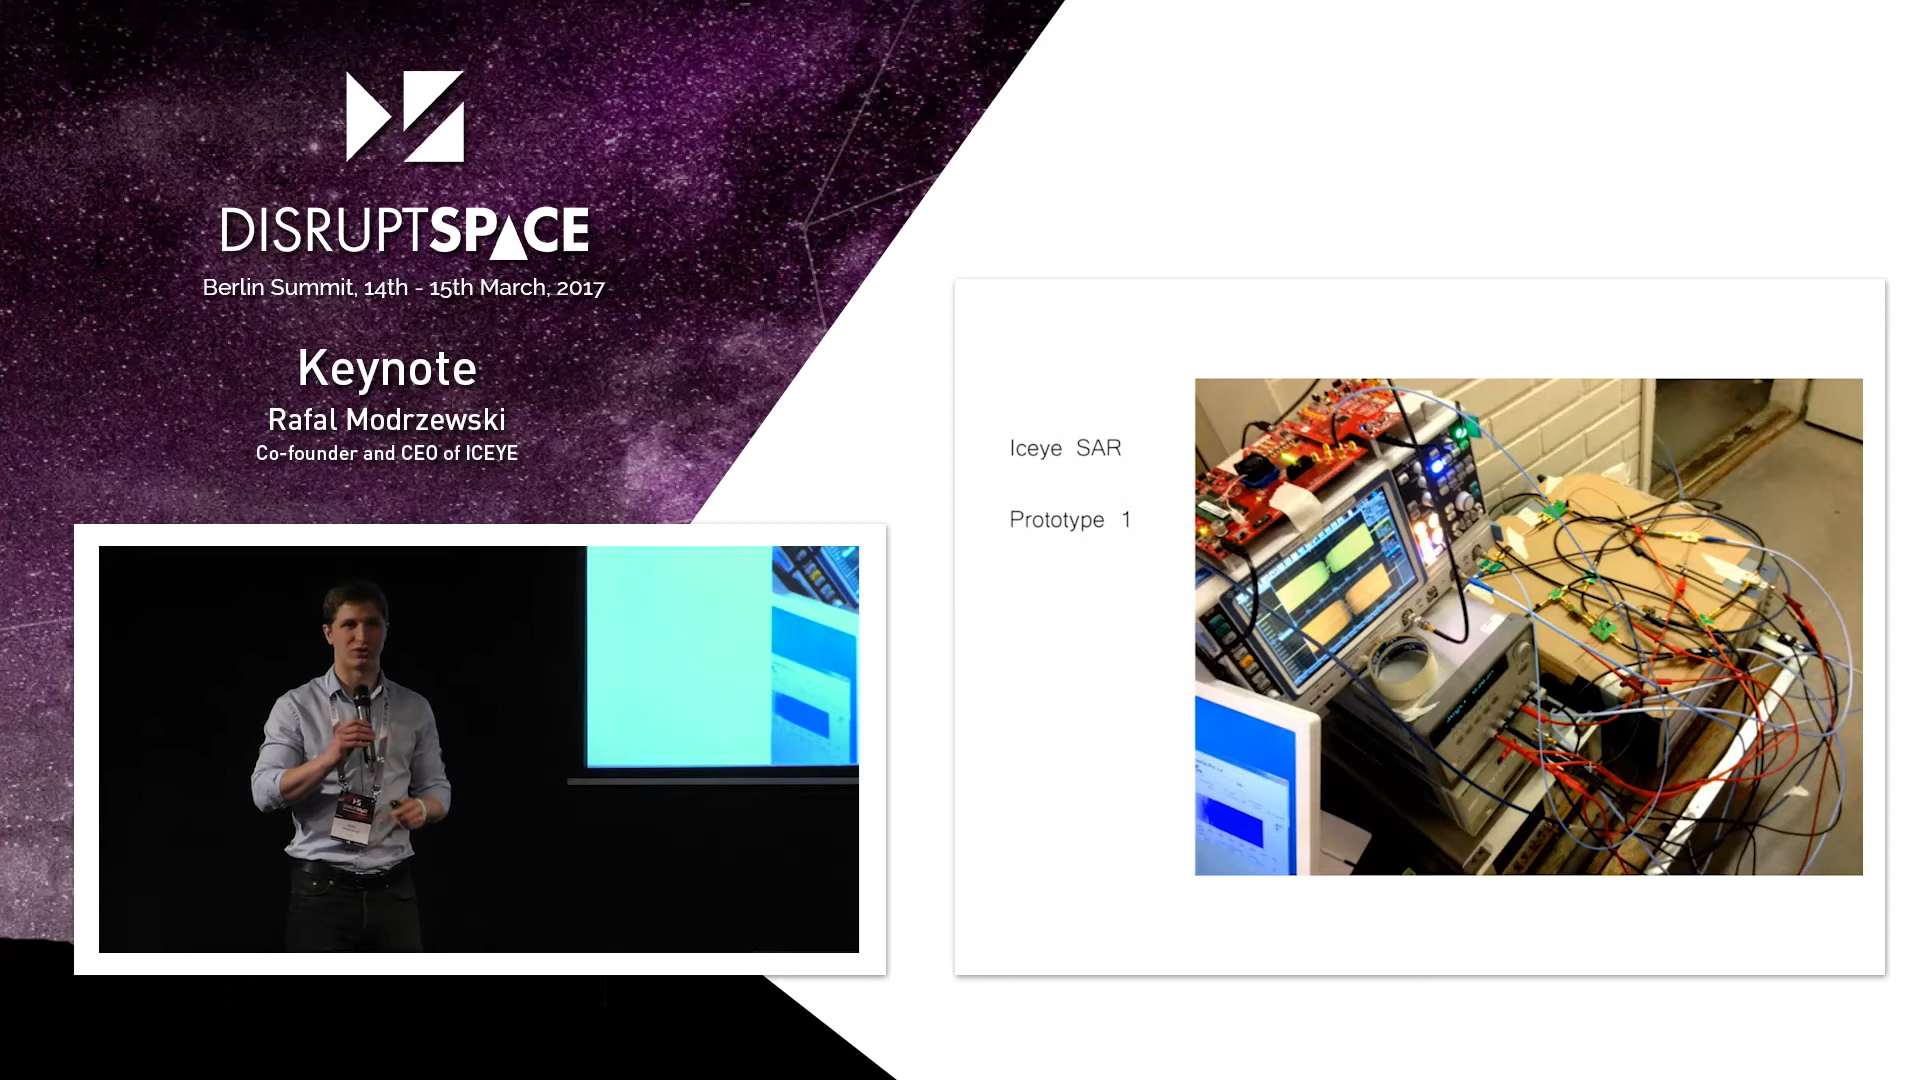 DISRUPTSPACE
Berlin Summit, 14th - 15th March, 2017
Keynote
Rafal Modrzewski
Co-founder and CEO of ICEYE
Iceye SAR
Prototype 1